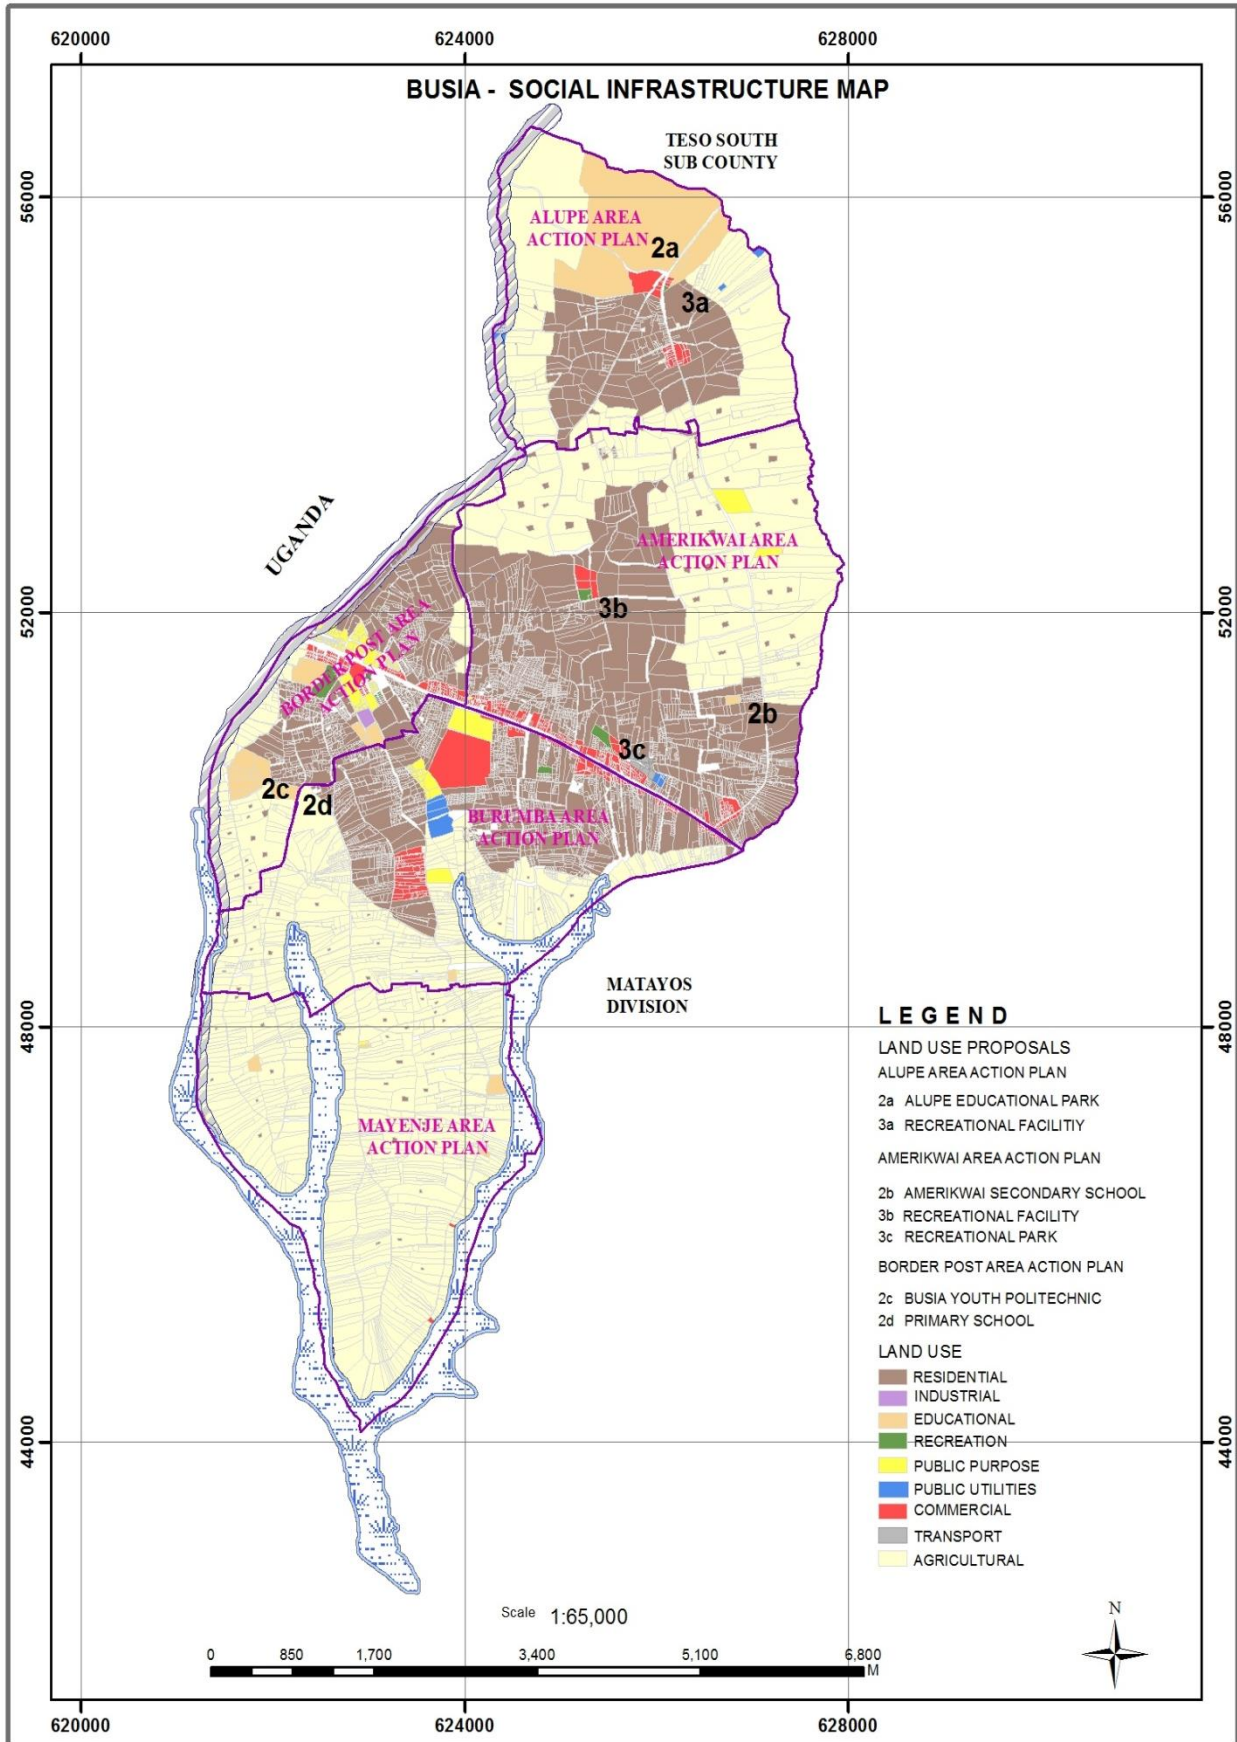 620000 624000 628000
BUSIA - SOCIAL INFRASTRUCTURE MAP
TESO SOUTH
SUB COUNTY
56000 56000
ALUPE AREA
ACTION PLAN
2a
3a
UGANDA
AMERIKWAI AREA
ACTION PLAN
52000 52000
3b
BORDER POST AREA
ACTION PLAN
2b
3c
2c
2d
BURUMBA AREA
ACTION PLAN
MATAYOS
DIVISION
48000 48000
MAYENJE AREA
ACTION PLAN
44000 44000
LEGEND
LAND USE PROPOSALS
ALUPE AREA ACTION PLAN
2a ALUPE EDUCATIONAL PARK
3a RECREATIONAL FACILITIY
AMERIKWAI AREA ACTION PLAN
2b AMERIKWAI SECONDARY SCHOOL
3b RECREATIONAL FACILITY
3c RECREATIONAL PARK
BORDER POST AREA ACTION PLAN
2c BUSIA YOUTH POLITECHNIC
2d PRIMARY SCHOOL
LAND USE
RESIDENTIAL
INDUSTRIAL
EDUCATIONAL
RECREATION
PUBLIC PURPOSE
PUBLIC UTILITIES
COMMERCIAL
TRANSPORT
AGRICULTURAL
Scale 1:65,000
N
0 850 1,700 3,400 5,100 6,800
M
620000 624000 628000